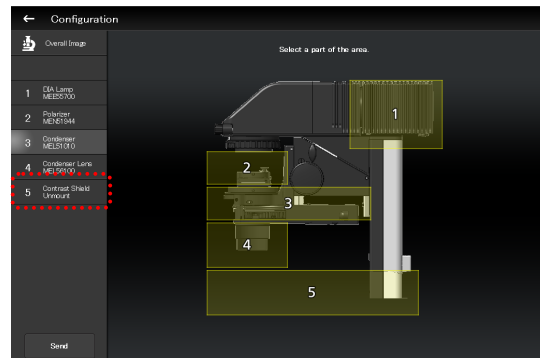 ← Configuration
Overall Image
Select a part of the area.
1 DIA Lamp
MEE55700
2 Polarizer
MEN51944
3 Condenser
MEL51010
4 Condenser Lens
MEL56100
5 Contrast Shield
Unmount
1
2
3
4
5
Send